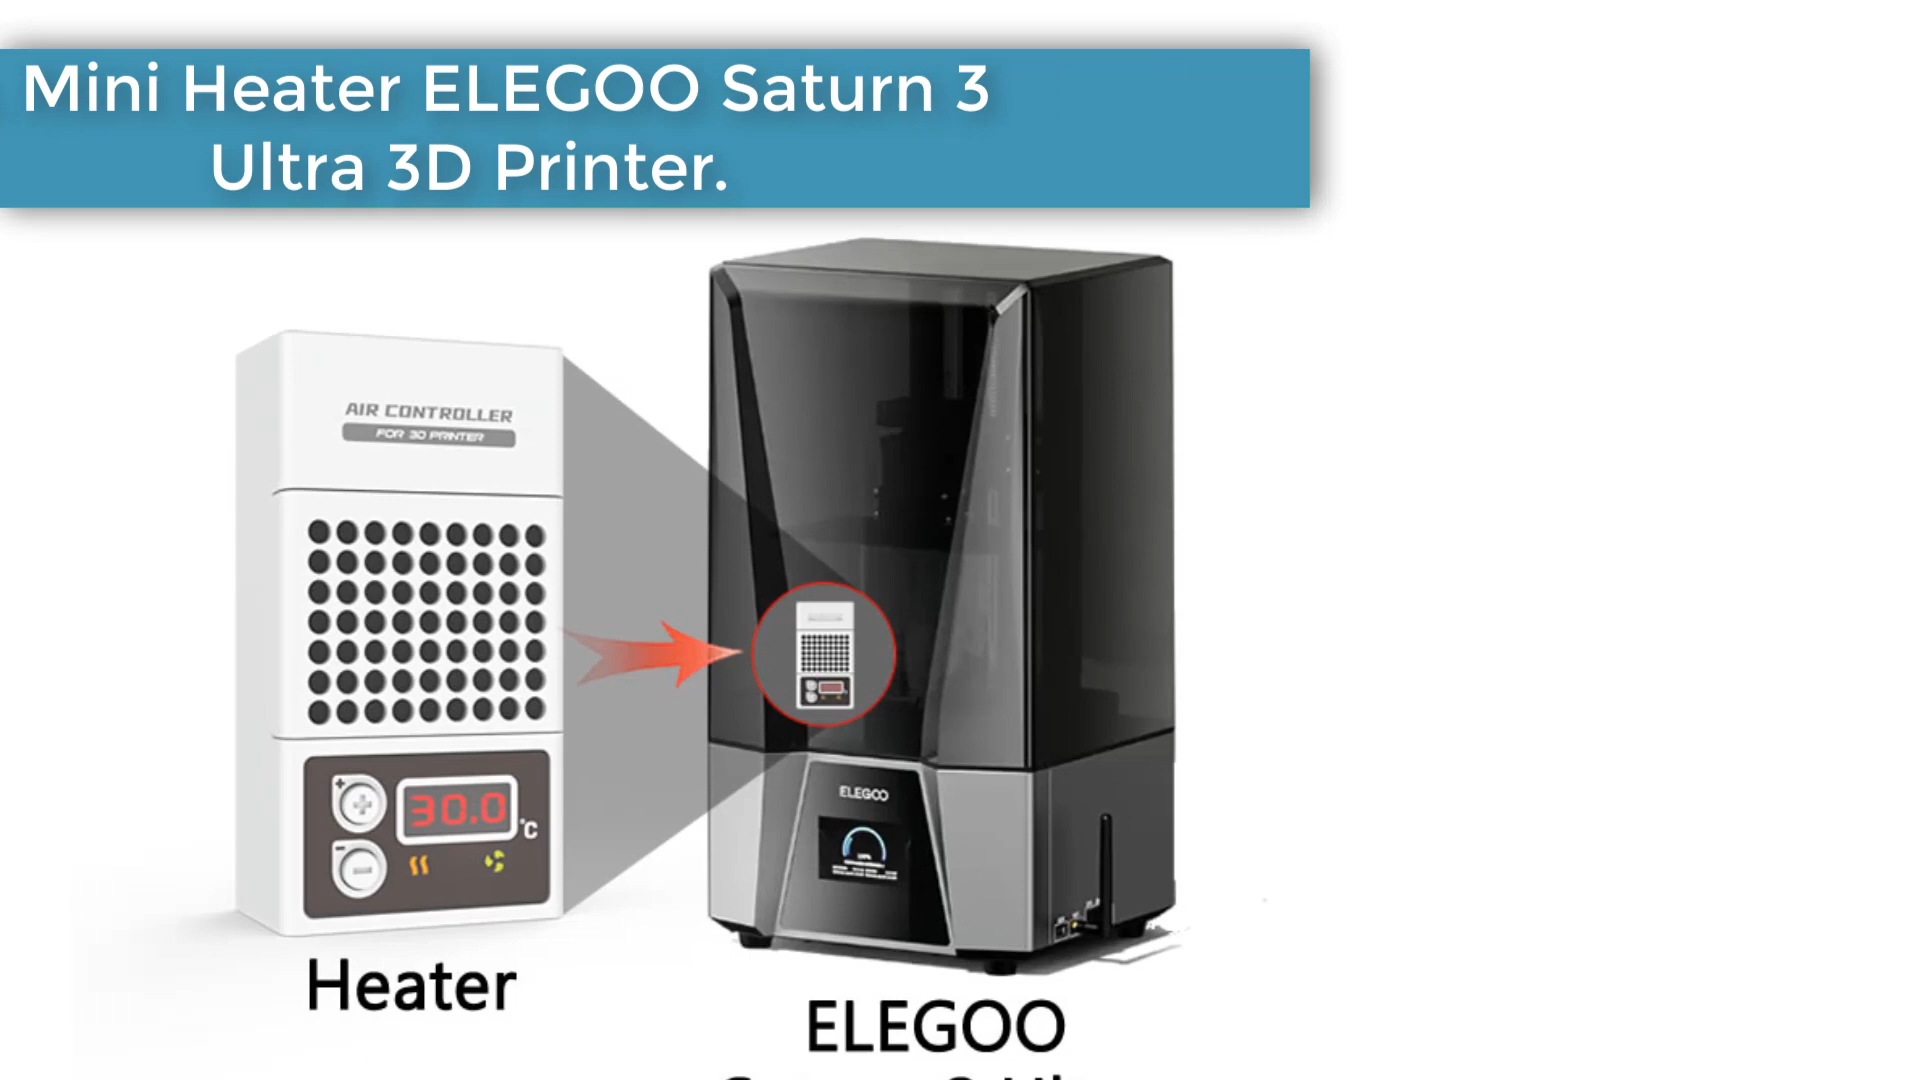 Mini Heater ELEGOO Saturn 3
Ultra 3D Printer.
AIR CONTROLLER
FOR 3D PRINTER
30.0
°C
Heater
ELEGOO
ELEGOO